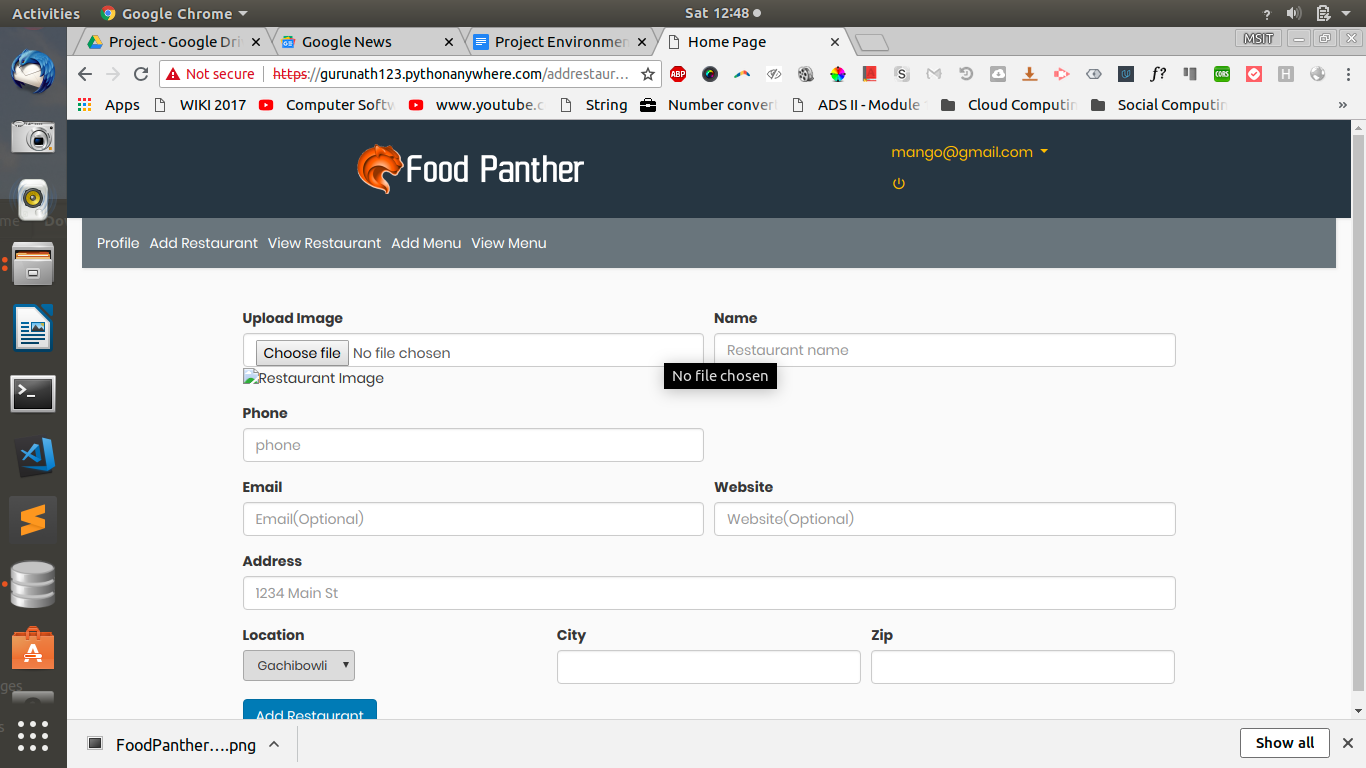 Activities Google Chrome Sat 12:48 ?
Project - Google Dri Google News Project Environmen Home Page MSIT
Not secure https://gurunath123.pythonanywhere.com/addrestaur...
ABP S f? CORS H
Apps WIKI 2017 Computer Softw www.youtube.c String Number conver ADS II - Module Cloud Computin Social Computin »
Food Panther
mango@gmail.com
Profile Add Restaurant View Restaurant Add Menu View Menu
Upload Image Name
Choose file No file chosen Restaurant name
Restaurant Image No file chosen
Phone
phone
Email Website
Email(Optional) Website(Optional)
Address
1234 Main St
Location City Zip
Gachibowli
Add Restaurant
FoodPanther....png Show all